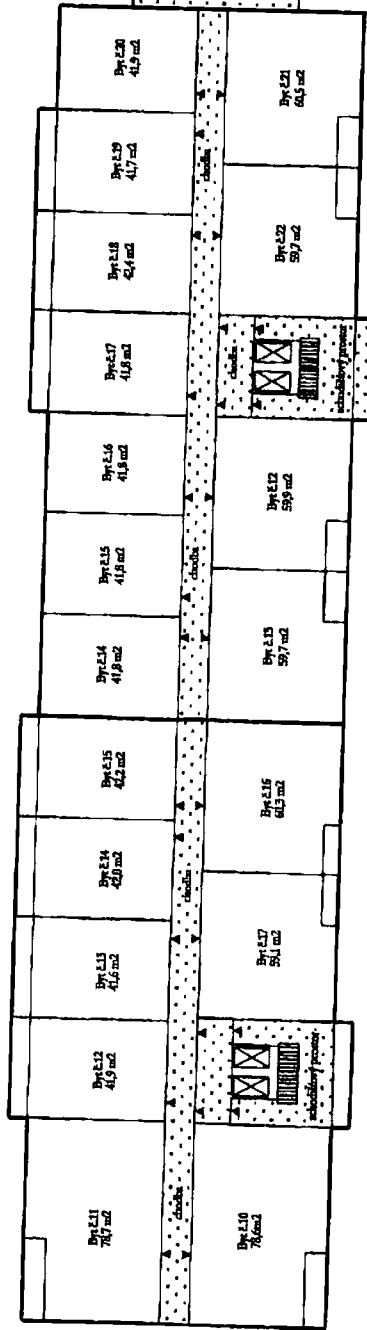 Byt č.20
41,9 m2
Byt č.19
41,7 m2
Byt č.18
42,4 m2
Byt č.17
41,8 m2
Byt č.16
41,8 m2
Byt č.15
41,8 m2
Byt č.14
41,8 m2
Byt č.15
42,2 m2
Byt č.14
42,0 m2
Byt č.13
41,6 m2
Byt č.12
41,9 m2
Byt č.11
78,7 m2
chodba
chodba
chodba
chodba
Byt č.21
60,5 m2
Byt č.22
59,7 m2
chodba
schodišťový prostor
Byt č.12
59,9 m2
Byt č.13
59,7 m2
Byt č.16
60,3 m2
Byt č.17
59,1 m2
schodišťový prostor
Byt č.10
78,6m2